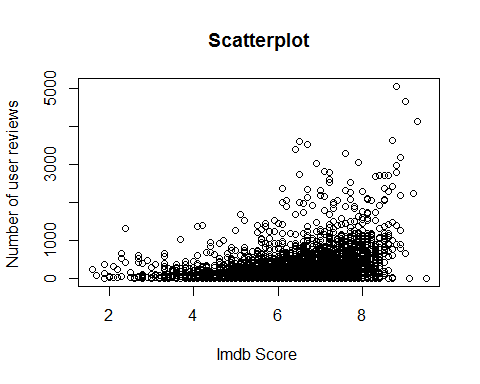 Scatterplot
Number of user reviews
5000
3000
1000
0
2
4
6
8
Imdb Score